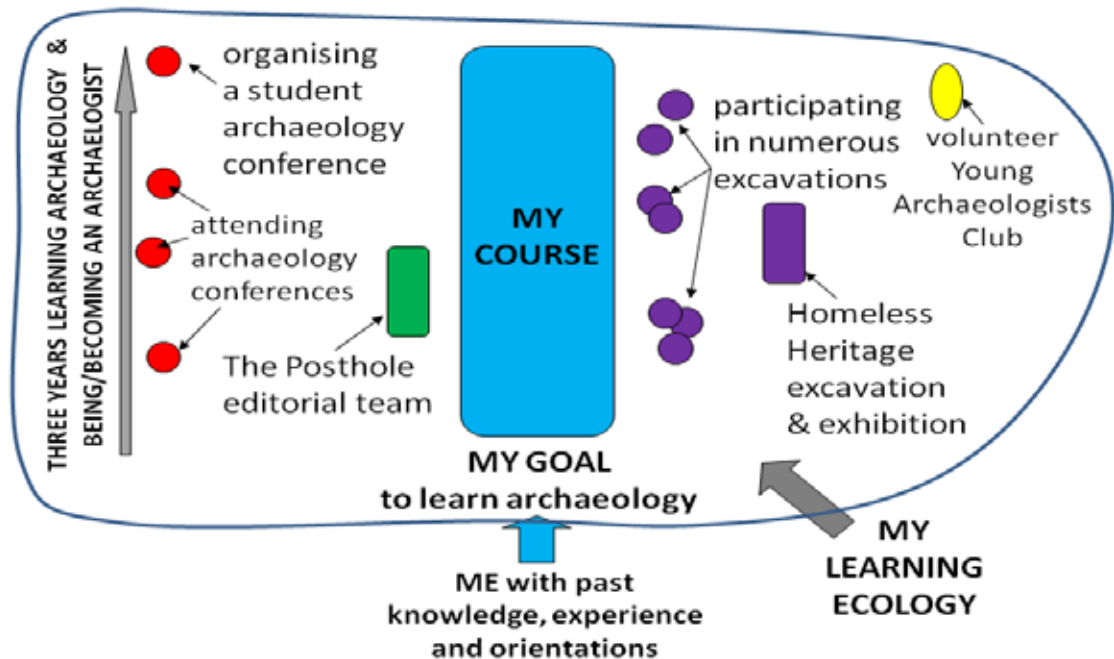 THREE YEARS LEARNING ARCHAEOLOGY &
BEING/BECOMING AN ARCHAELOGIST
organising
a student
archaeology
conference
attending
archaeology
conferences
The Posthole
editorial team
MY
COURSE
participating
in numerous
excavations
volunteer
Young
Archaeologists
Club
Homeless
Heritage
excavation
& exhibition
MY GOAL
to learn archaeology
ME with past
knowledge, experience
and orientations
MY
LEARNING
ECOLOGY